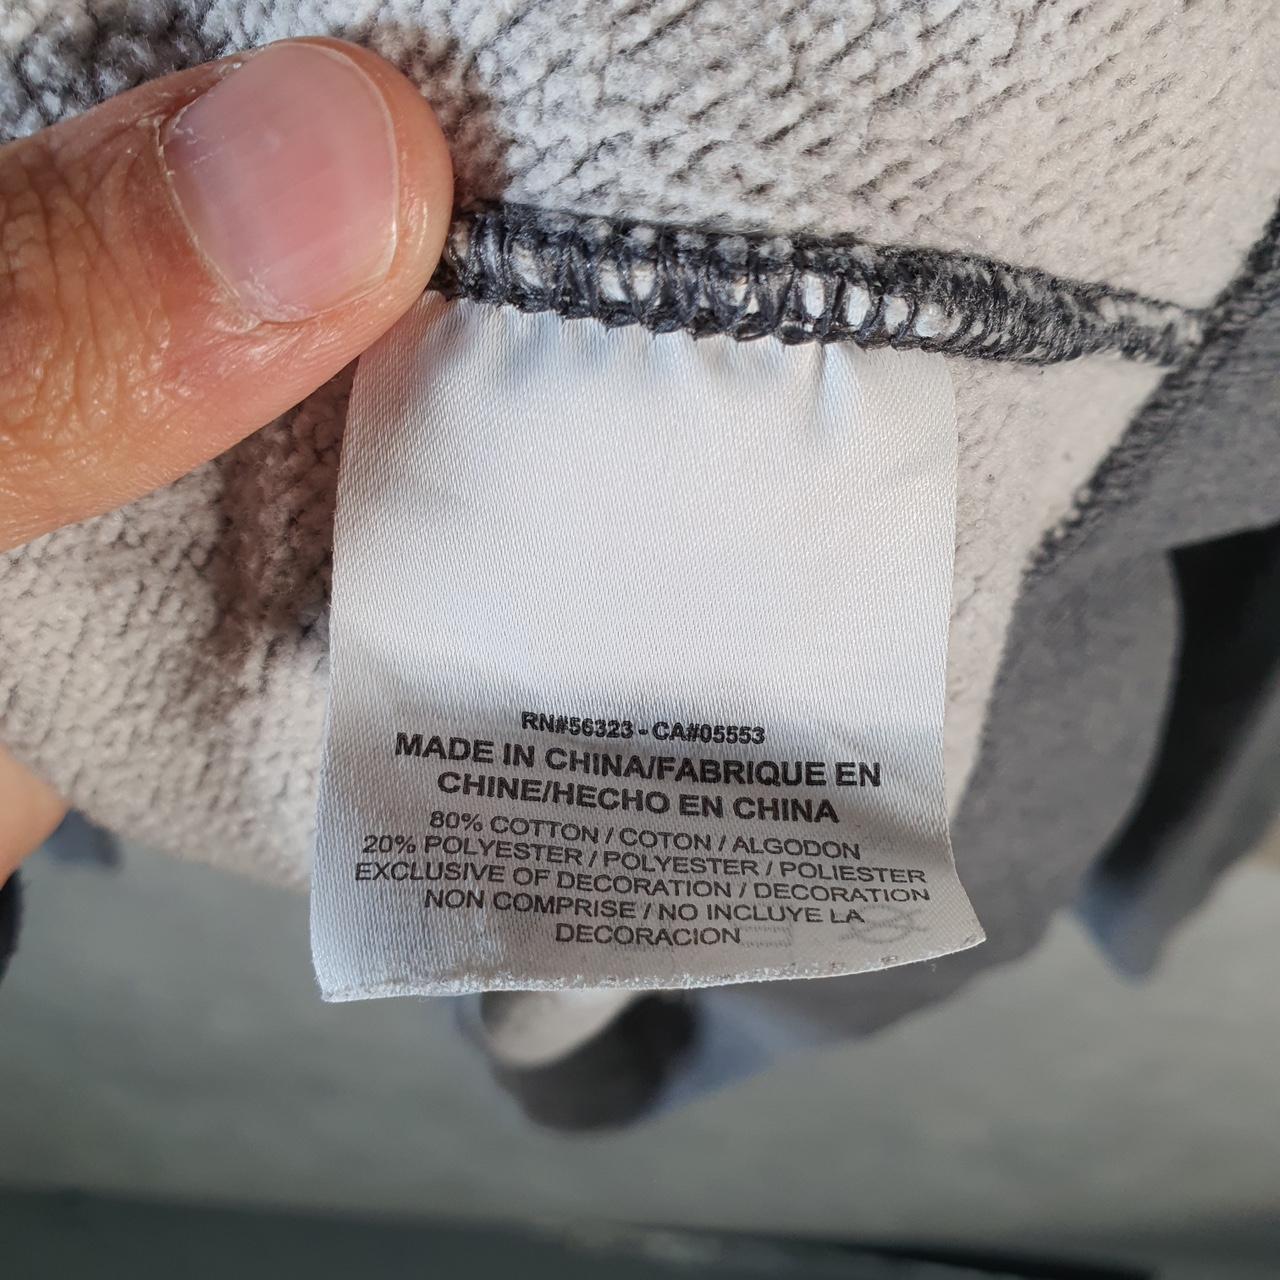 RN#56323 - CA#05553
MADE IN CHINA/FABRIQUE EN
CHINE/HECHO EN CHINA
80% COTTON / COTON / ALGODON
20% POLYESTER / POLYESTER / POLIESTER
EXCLUSIVE OF DECORATION / DECORATION
NON COMPRISE / NO INCLUYE LA
DECORACION